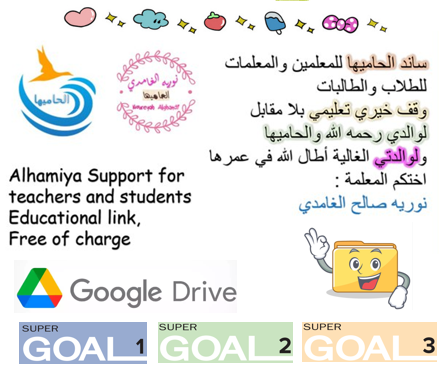 ساند الحاميها للمعلمين والمعلمات
للطلاب والطالبات
وقف خيري تعليمي بلا مقابل
لوالدي رحمه الله والحاميها
ولوالدتي الغالية أطال الله في عمرها
اختكم المعلمة :
نوريه صالح الغامدي
الحاميها
نوريه الغامدي
الحاميها
Alhamiya Support for
teachers and students
Educational link,
Free of charge
Google Drive
SUPER
GOAL 1
SUPER
GOAL 2
SUPER
GOAL 3